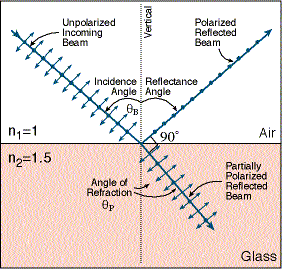 Unpolarized
Incoming
Beam
Vertical
Polarized
Reflected
Beam
Incidence
Angle
θB
Reflectance
Angle
n1=1
90°
Air
n2=1.5
Angle of
Refraction
θP
Partially
Polarized
Reflected
Beam
Glass